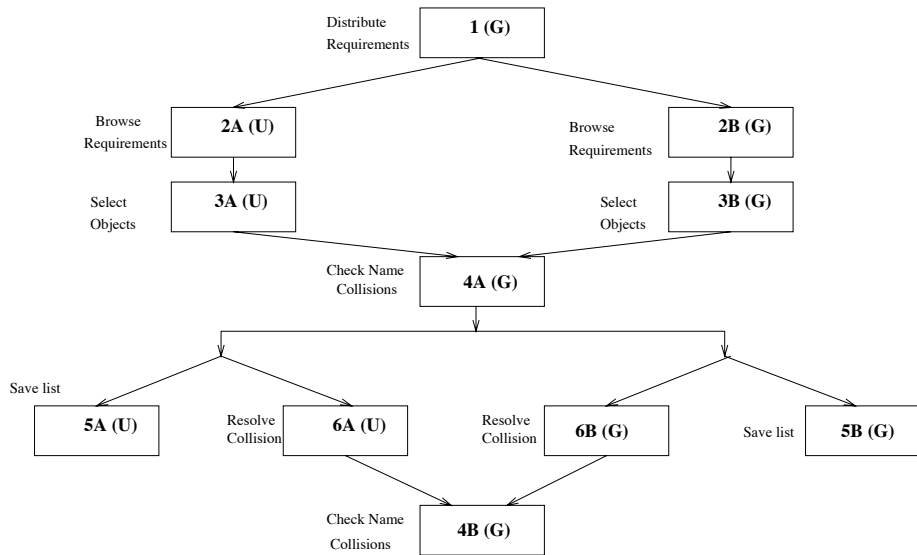 Distribute
Requirements
1 (G)
Browse
Requirements
2A (U)
Browse
Requirements
2B (G)
Select
Objects
3A (U)
Select
Objects
3B (G)
Check Name
Collisions
4A (G)
Save list
5A (U)
Resolve
Collision
6A (U)
Resolve
Collision
6B (G)
Save list
5B (G)
Check Name
Collisions
4B (G)